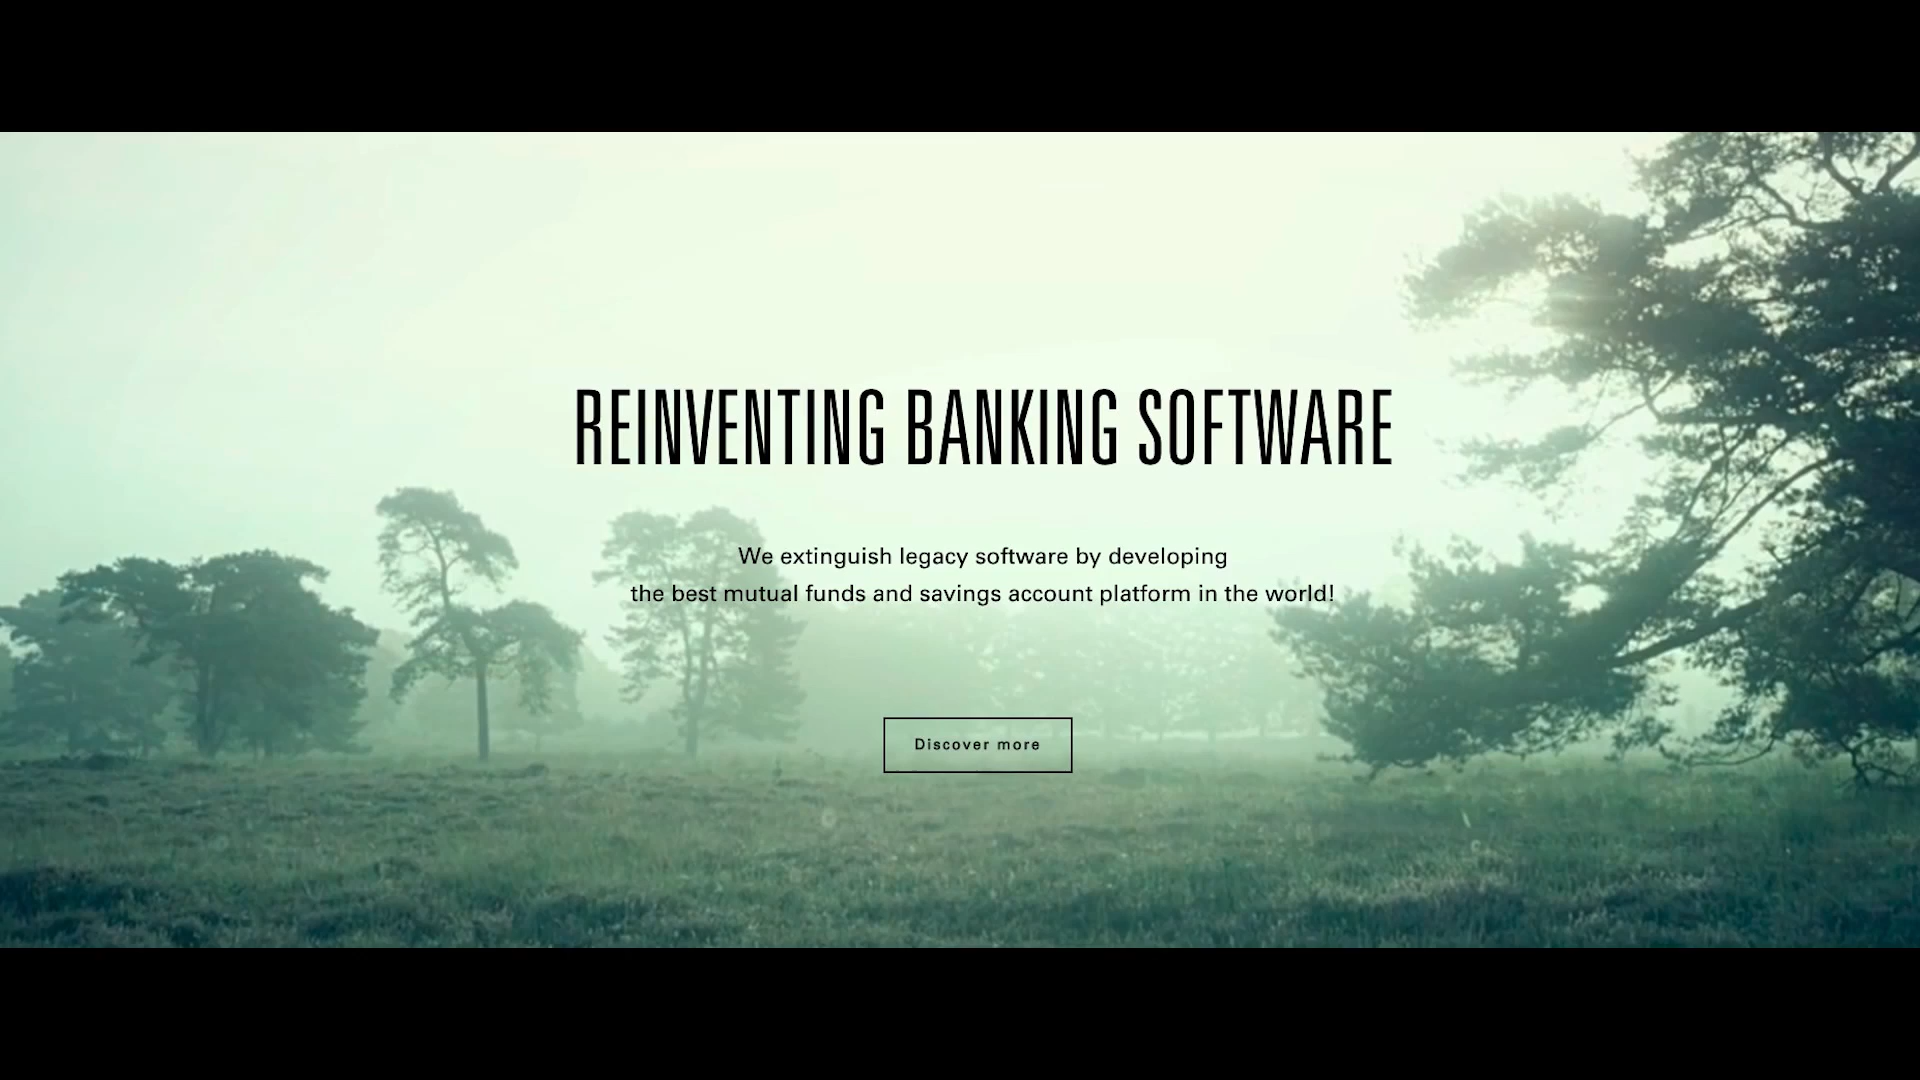 REINVENTING BANKING SOFTWARE
We extinguish legacy software by developing
the best mutual funds and savings account platform in the world!
Discover more